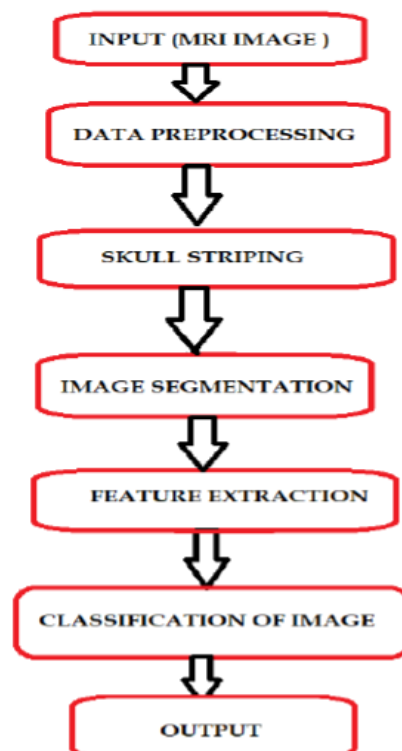 INPUT (MRI IMAGE )
DATA PREPROCESSING
SKULL STRIPING
IMAGE SEGMENTATION
FEATURE EXTRACTION
CLASSIFICATION OF IMAGE
OUTPUT